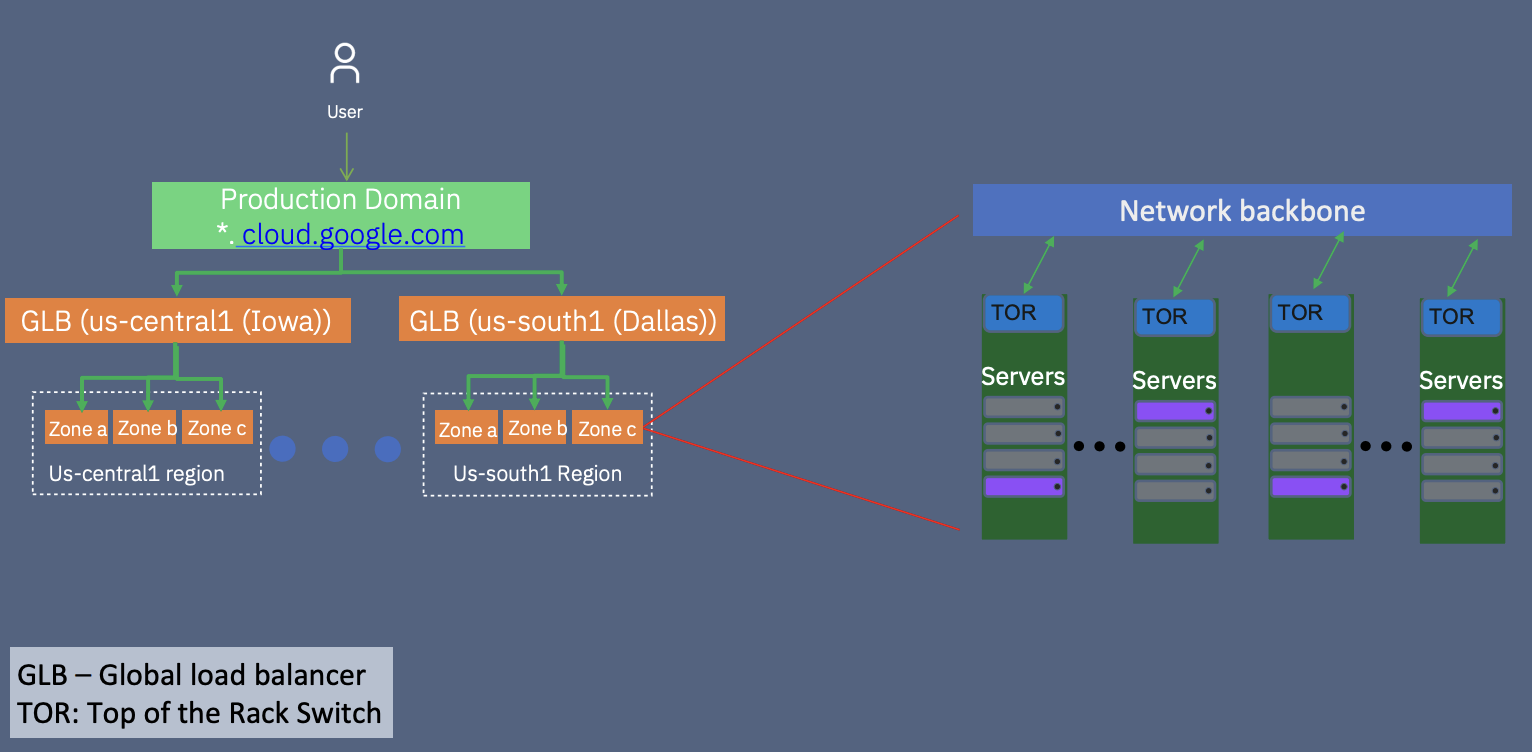 User
Production Domain
*. cloud.google.com
GLB (us-central1 (Iowa))
GLB (us-south1 (Dallas))
Zone a
Zone b
Zone c
Us-central1 region
Zone a
Zone b
Zone c
Us-south1 Region
Network backbone
TOR
TOR
TOR
TOR
Servers
Servers
Servers
GLB – Global load balancer
TOR: Top of the Rack Switch